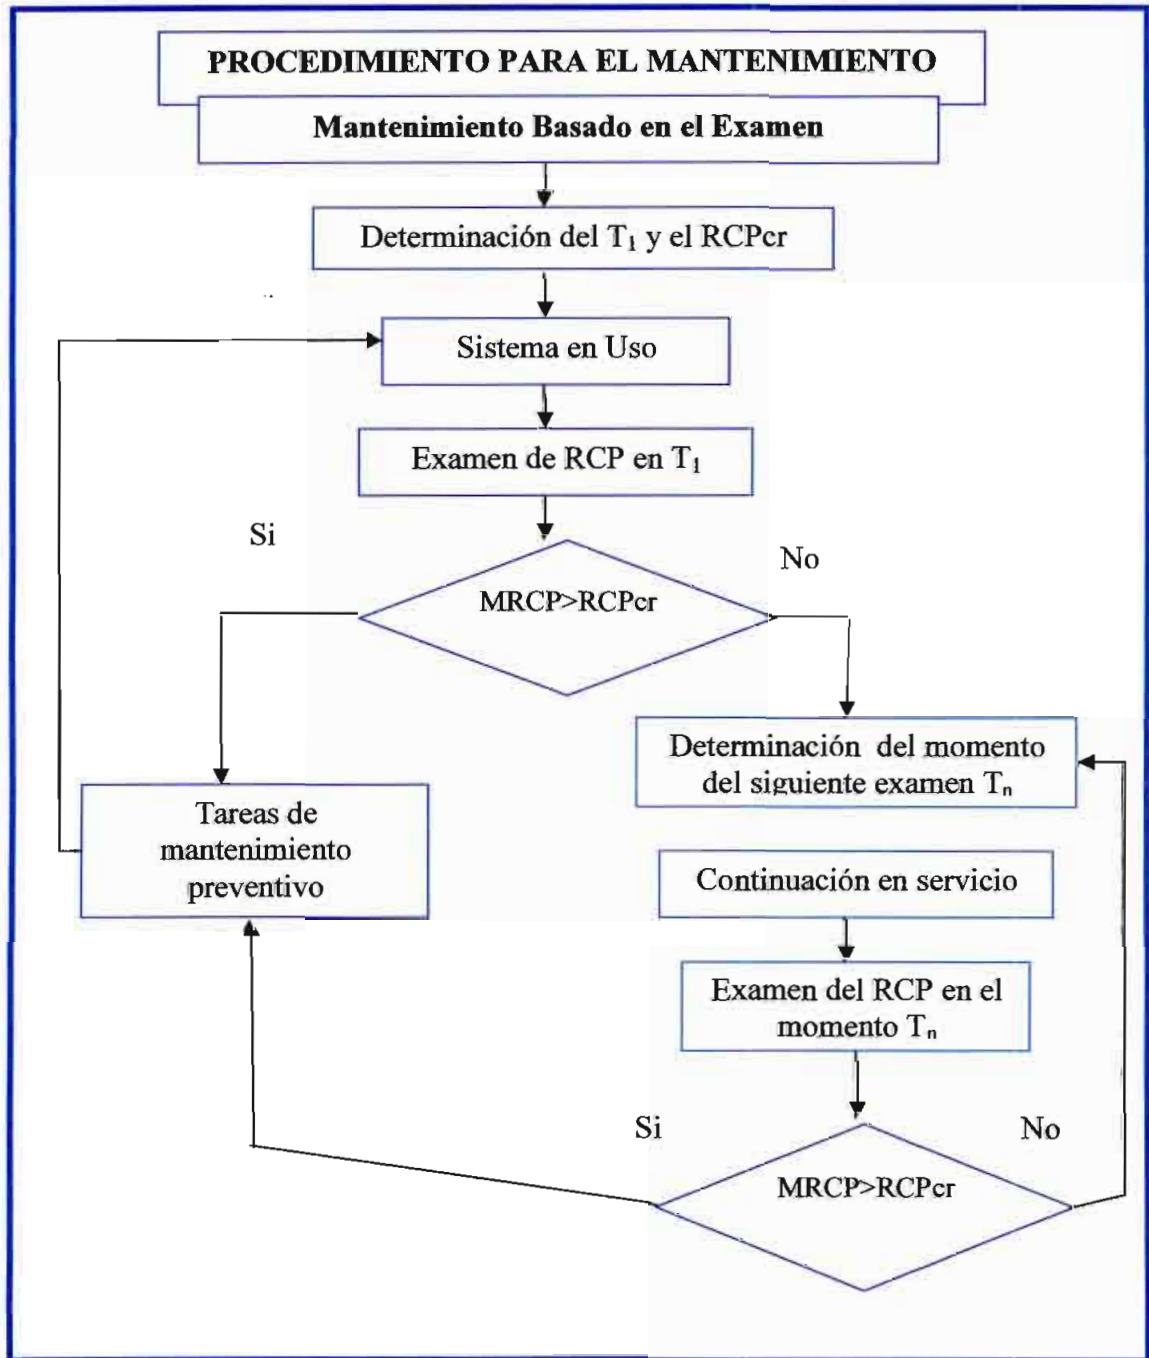 PROCEDIMIENTO PARA EL MANTENIMIENTO
Mantenimiento Basado en el Examen
Determinación del T₁ y el RCPcr
Sistema en Uso
Examen de RCP en T₁
Si
No
MRCP>RCPcr
Determinación del momento
del siguiente examen Tₙ
Tareas de
mantenimiento
preventivo
Continuación en servicio
Examen del RCP en el
momento Tₙ
Si
No
MRCP>RCPcr